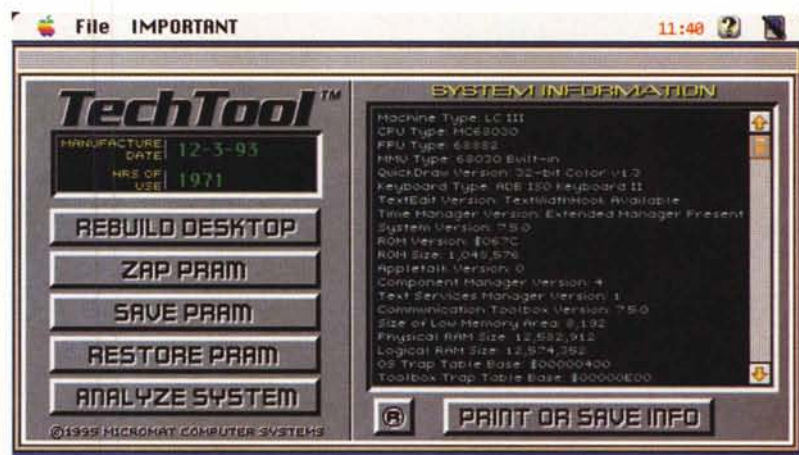 File IMPORTANT 11:40
TechTool™
MANUFACTURE DATE 12-3-93
HRS OF USE 1971
REBUILD DESKTOP
ZAP PRAM
SAVE PRAM
RESTORE PRAM
ANALYZE SYSTEM
©1995 MICROMAT COMPUTER SYSTEMS
SYSTEM INFORMATION
Machine Type: LC III
CPU Type: MC68030
FPU Type: 68882
MMU Type: 68030 Built-in
QuickDraw Version: 32-bit Color v1.3
Keyboard Type: ADB ISO Keyboard II
TextEdit Version: TextWidthHook Available
Time Manager Version: Extended Manager Present
System Version: 7.5.0
ROM Version: $067C
ROM Size: 1,048,576
Appletalk Version: 0
Component Manager Version: 4
Text Services Manager Version: 1
Communication Toolbox Version: 7.5.0
Size of Low Memory Area: 8,192
Physical RAM Size: 12,582,912
Logical RAM Size: 12,574,352
OS Trap Table Base: $00000400
Toolbox Trap Table Base: $00000E00
®
PRINT OR SAVE INFO